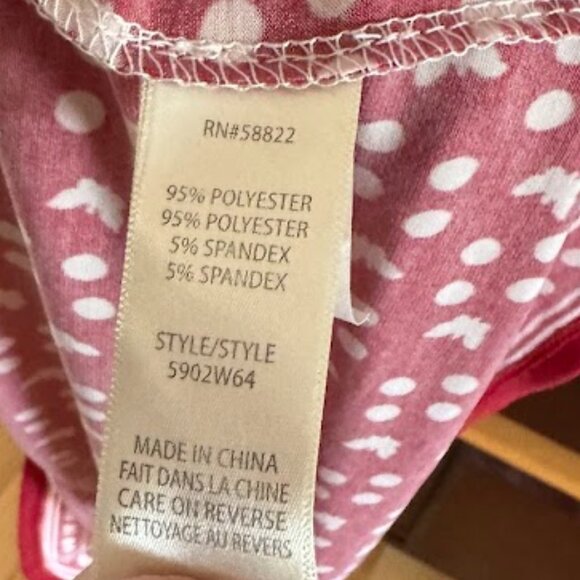 RN#58822
95% POLYESTER
95% POLYESTER
5% SPANDEX
5% SPANDEX
STYLE/STYLE
5902W64
MADE IN CHINA
FAIT DANS LA CHINE
CARE ON REVERSE
NETTOYAGE AU REVERS